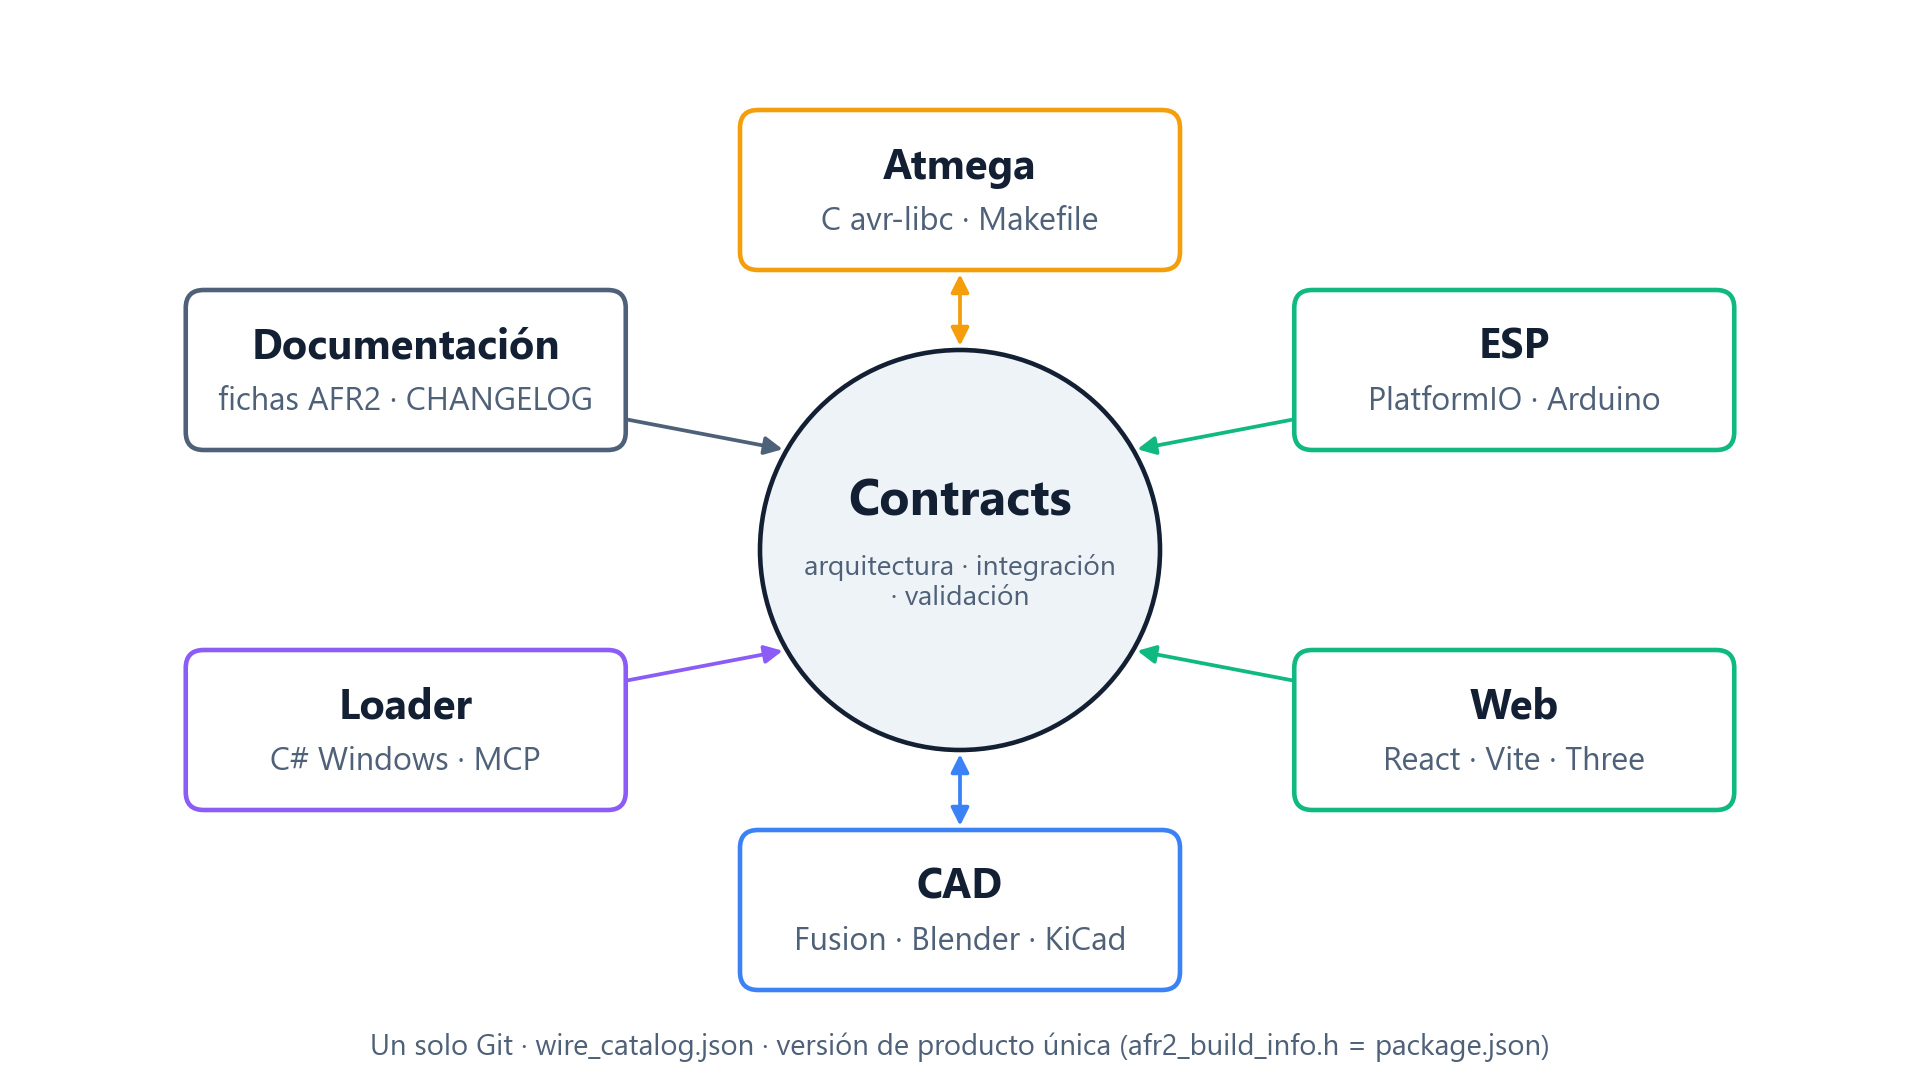 Atmega
C avr-libc · Makefile
Documentación
fichas AFR2 · CHANGELOG
ESP
PlatformIO · Arduino
Contracts
arquitectura · integración
· validación
Loader
C# Windows · MCP
Web
React · Vite · Three
CAD
Fusion · Blender · KiCad
Un solo Git · wire_catalog.json · versión de producto única (afr2_build_info.h = package.json)